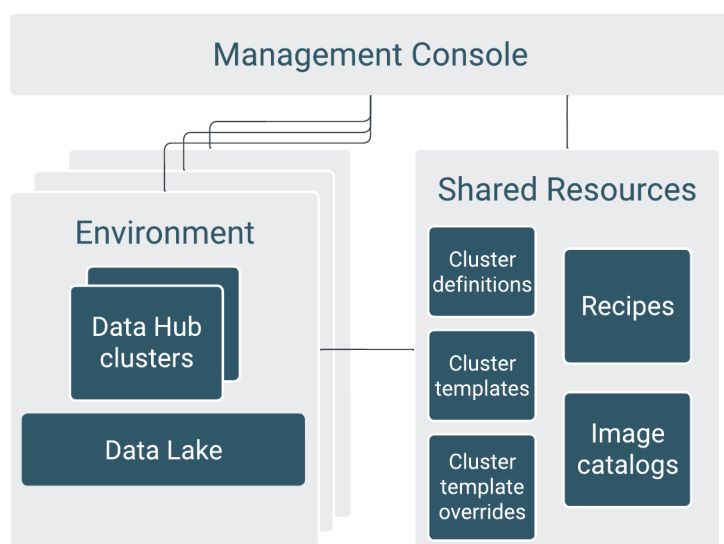 Management Console
Environment
Data Hub
clusters
Data Lake
Shared Resources
Cluster
definitions
Cluster
templates
Cluster
template
overrides
Recipes
Image
catalogs